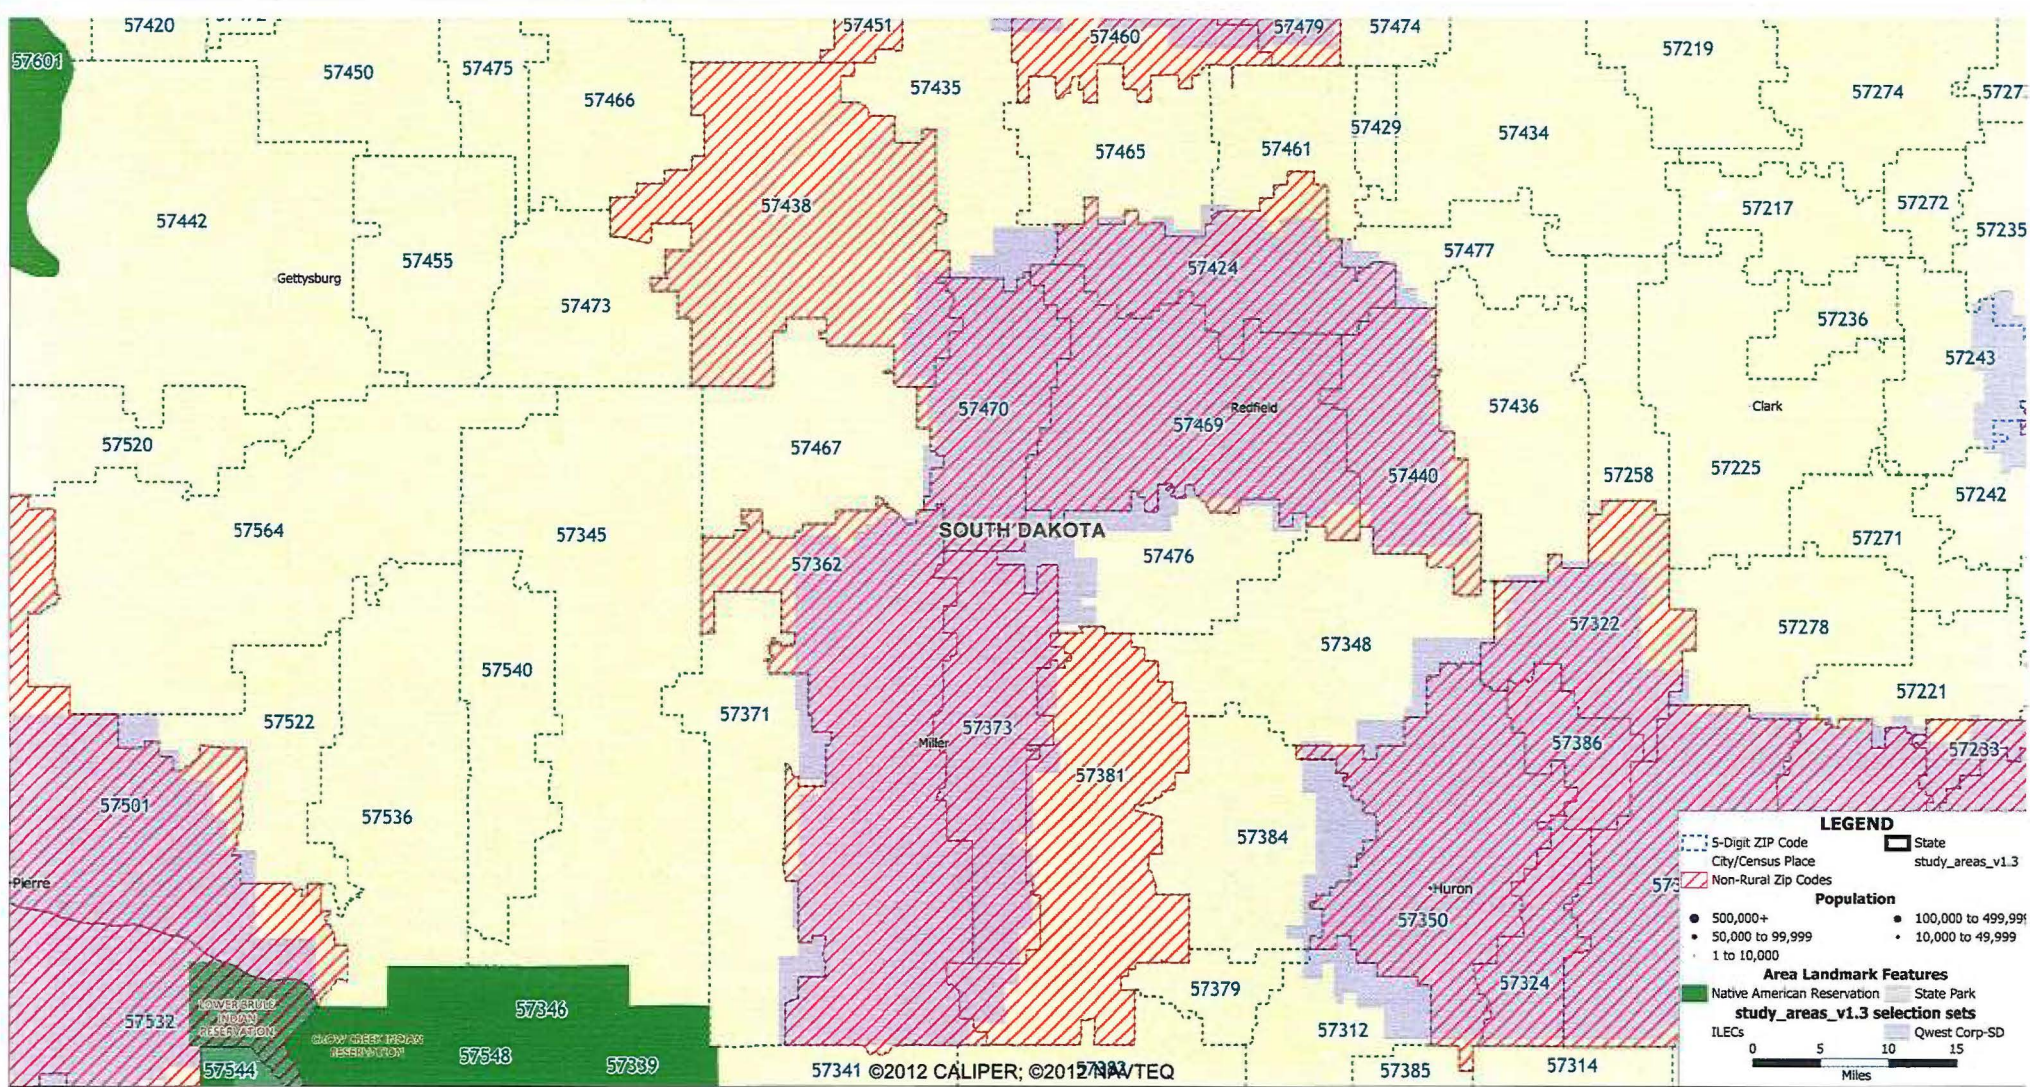 57420
57451
57460
57479
57474
57219
57601
57450
57475
57466
57435
57274
57465
57461
57429
57434
57442
57438
57217
57272
57235
57455
57424
57477
Gettysburg
57473
57236
57243
57470
Redfield
57469
57436
Clark
57520
57467
57440
57258
57225
57242
57564
57345
SOUTH DAKOTA
57362
57476
57271
57322
57278
57348
57540
57221
57522
57371
57373
Miller
57386
57233
57381
57501
57536
57384
Pierre
Huron
57350
57324
57379
LOWER BRULE
INDIAN
RESERVATION
57532
57346
CROW CREEK INDIAN
RESERVATION
57548
57339
57544
57312
57341
©2012 CALIPER; ©2012 NAVTEQ
57385
57314
LEGEND
5-Digit ZIP Code
State
City/Census Place
study_areas_v1.3
Non-Rural Zip Codes
Population
500,000+
100,000 to 499,999
50,000 to 99,999
10,000 to 49,999
1 to 10,000
Area Landmark Features
Native American Reservation
State Park
study_areas_v1.3 selection sets
ILECs
Qwest Corp-SD
0 5 10 15
Miles